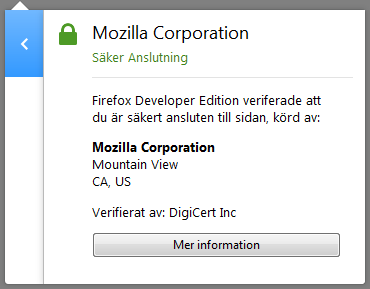 Mozilla Corporation
Säker Anslutning
Firefox Developer Edition verifierade att
du är säkert ansluten till sidan, körd av:
Mozilla Corporation
Mountain View
CA, US
Verifierat av: DigiCert Inc
Mer information